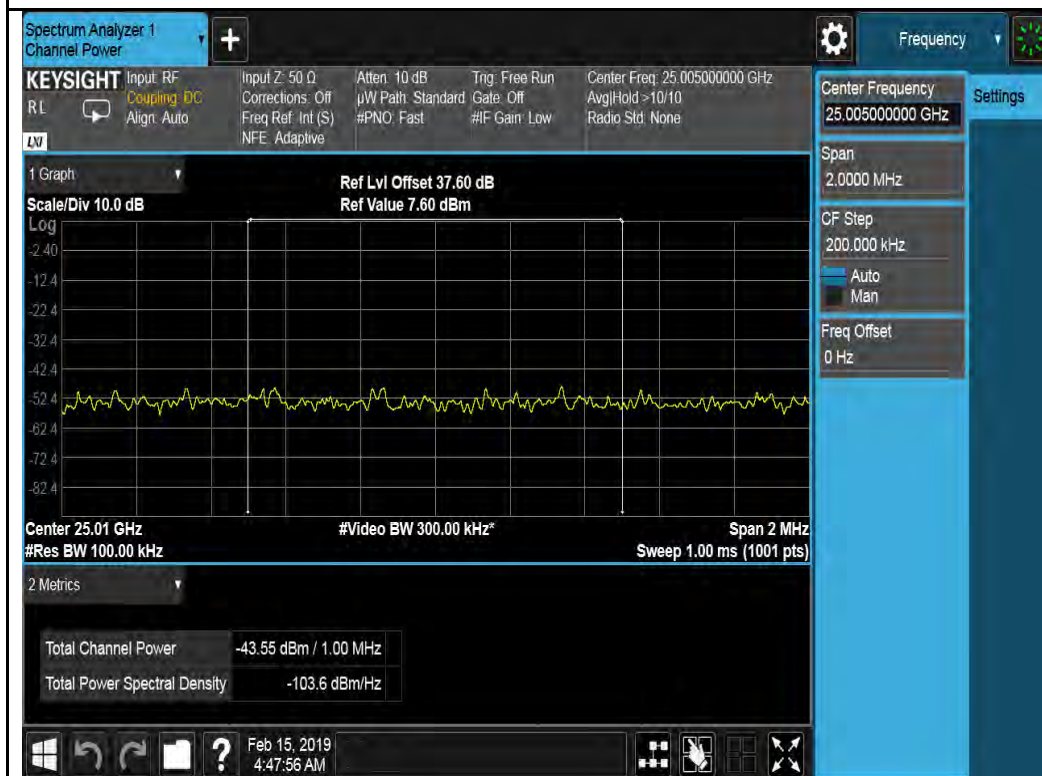 Spectrum Analyzer 1
Channel Power
+
Frequency
KEYSIGHT
RL
LXI
Input: RF
Coupling: DC
Align: Auto
Input Z: 50 Ω
Corrections: Off
Freq Ref: Int (S)
NFE: Adaptive
Atten: 10 dB
µW Path: Standard
#PNO: Fast
Trig: Free Run
Gate: Off
#IF Gain: Low
Center Freq: 25.005000000 GHz
Avg|Hold >10/10
Radio Std: None
Center Frequency
25.005000000 GHz
Settings
Span
2.0000 MHz
CF Step
200.000 kHz
Auto
Man
Freq Offset
0 Hz
1 Graph
Scale/Div 10.0 dB
Ref Lvl Offset 37.60 dB
Ref Value 7.60 dBm
Log
-2.40
-12.4
-22.4
-32.4
-42.4
-52.4
-62.4
-72.4
-82.4
Center 25.01 GHz
#Video BW 300.00 kHz*
Span 2 MHz
#Res BW 100.00 kHz
Sweep 1.00 ms (1001 pts)
2 Metrics
Total Channel Power -43.55 dBm / 1.00 MHz
Total Power Spectral Density -103.6 dBm/Hz
?
Feb 15, 2019
4:47:56 AM